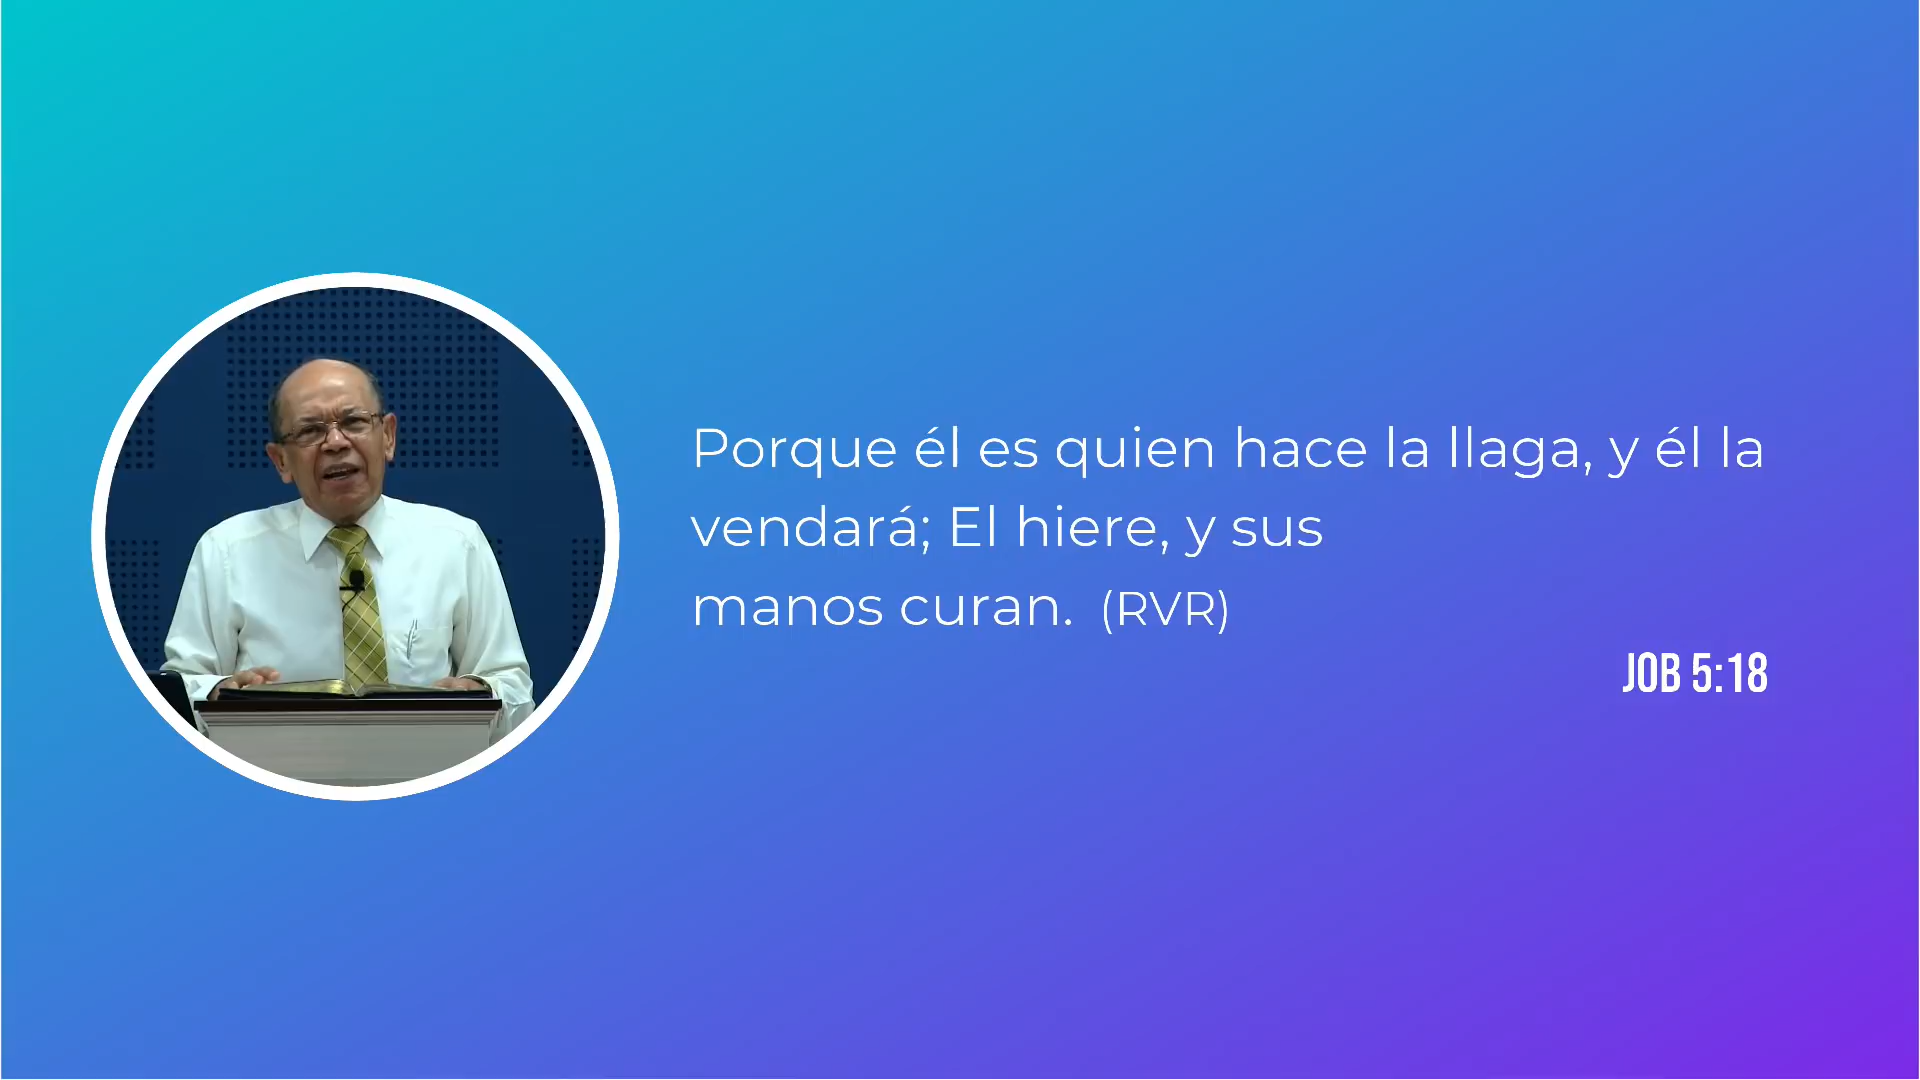 Porque él es quien hace la llaga, y él la
vendará; El hiere, y sus
manos curan. (RVR)
JOB 5:18